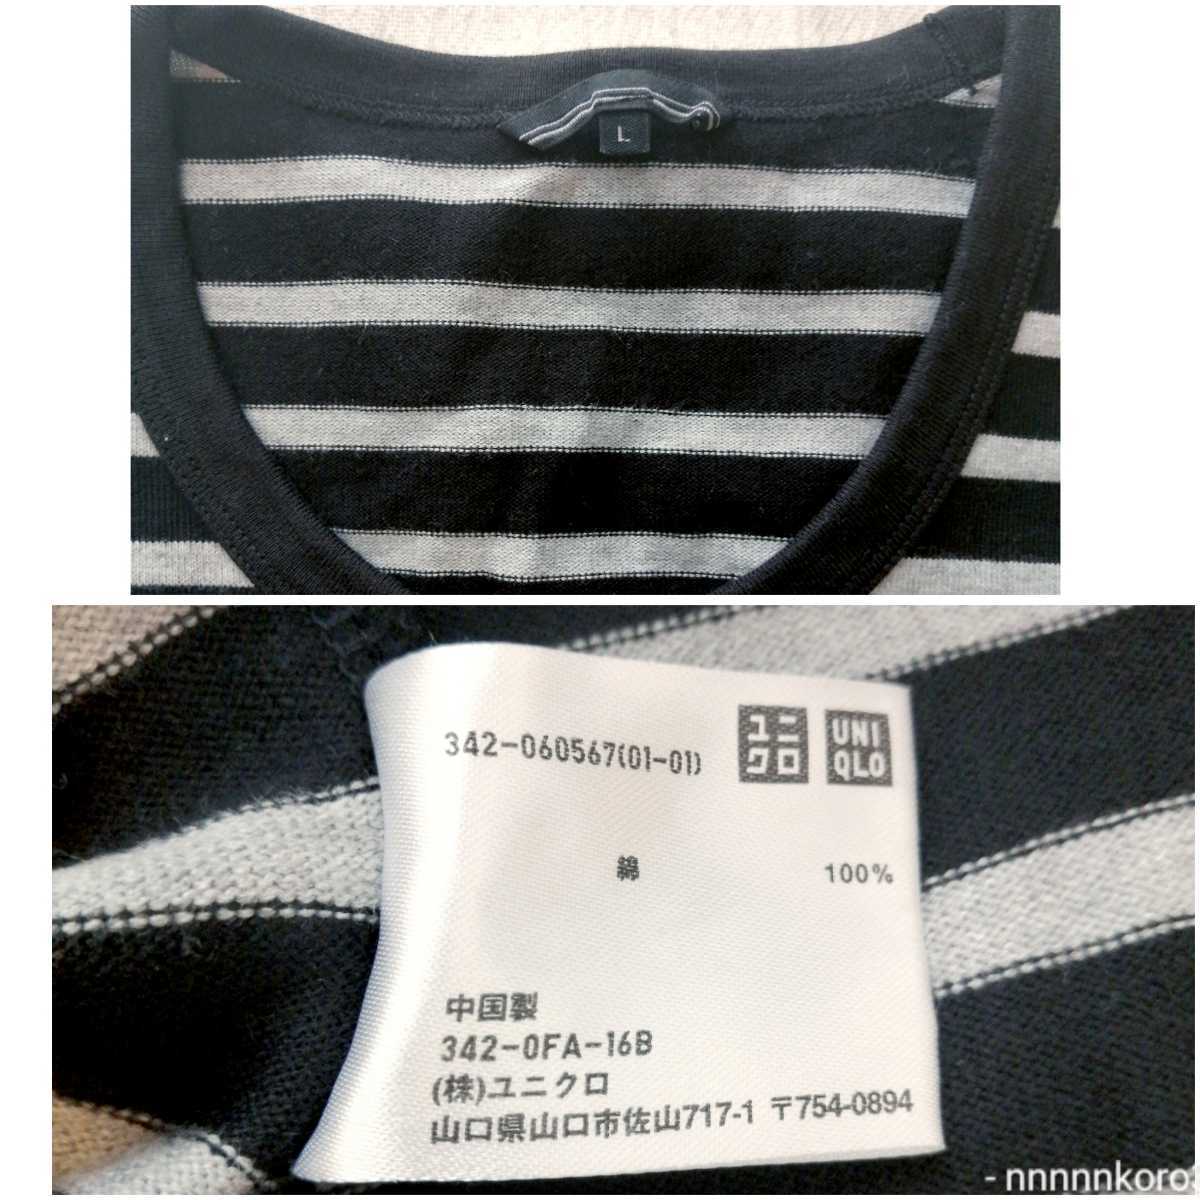 L
342-060567(01-01)
ユニ
クロ
UNI
QLO
綿 100%
中国製
342-0FA-16B
(株)ユニクロ
山口県山口市佐山717-1 〒754-0894
- nnnnnkoro